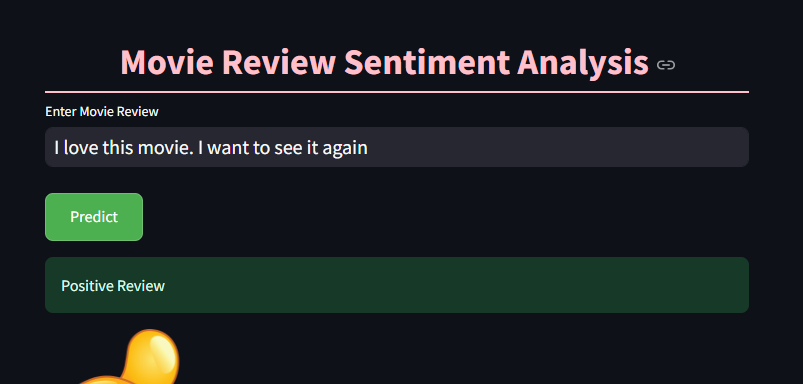 Movie Review Sentiment Analysis
Enter Movie Review
I love this movie. I want to see it again
Predict
Positive Review